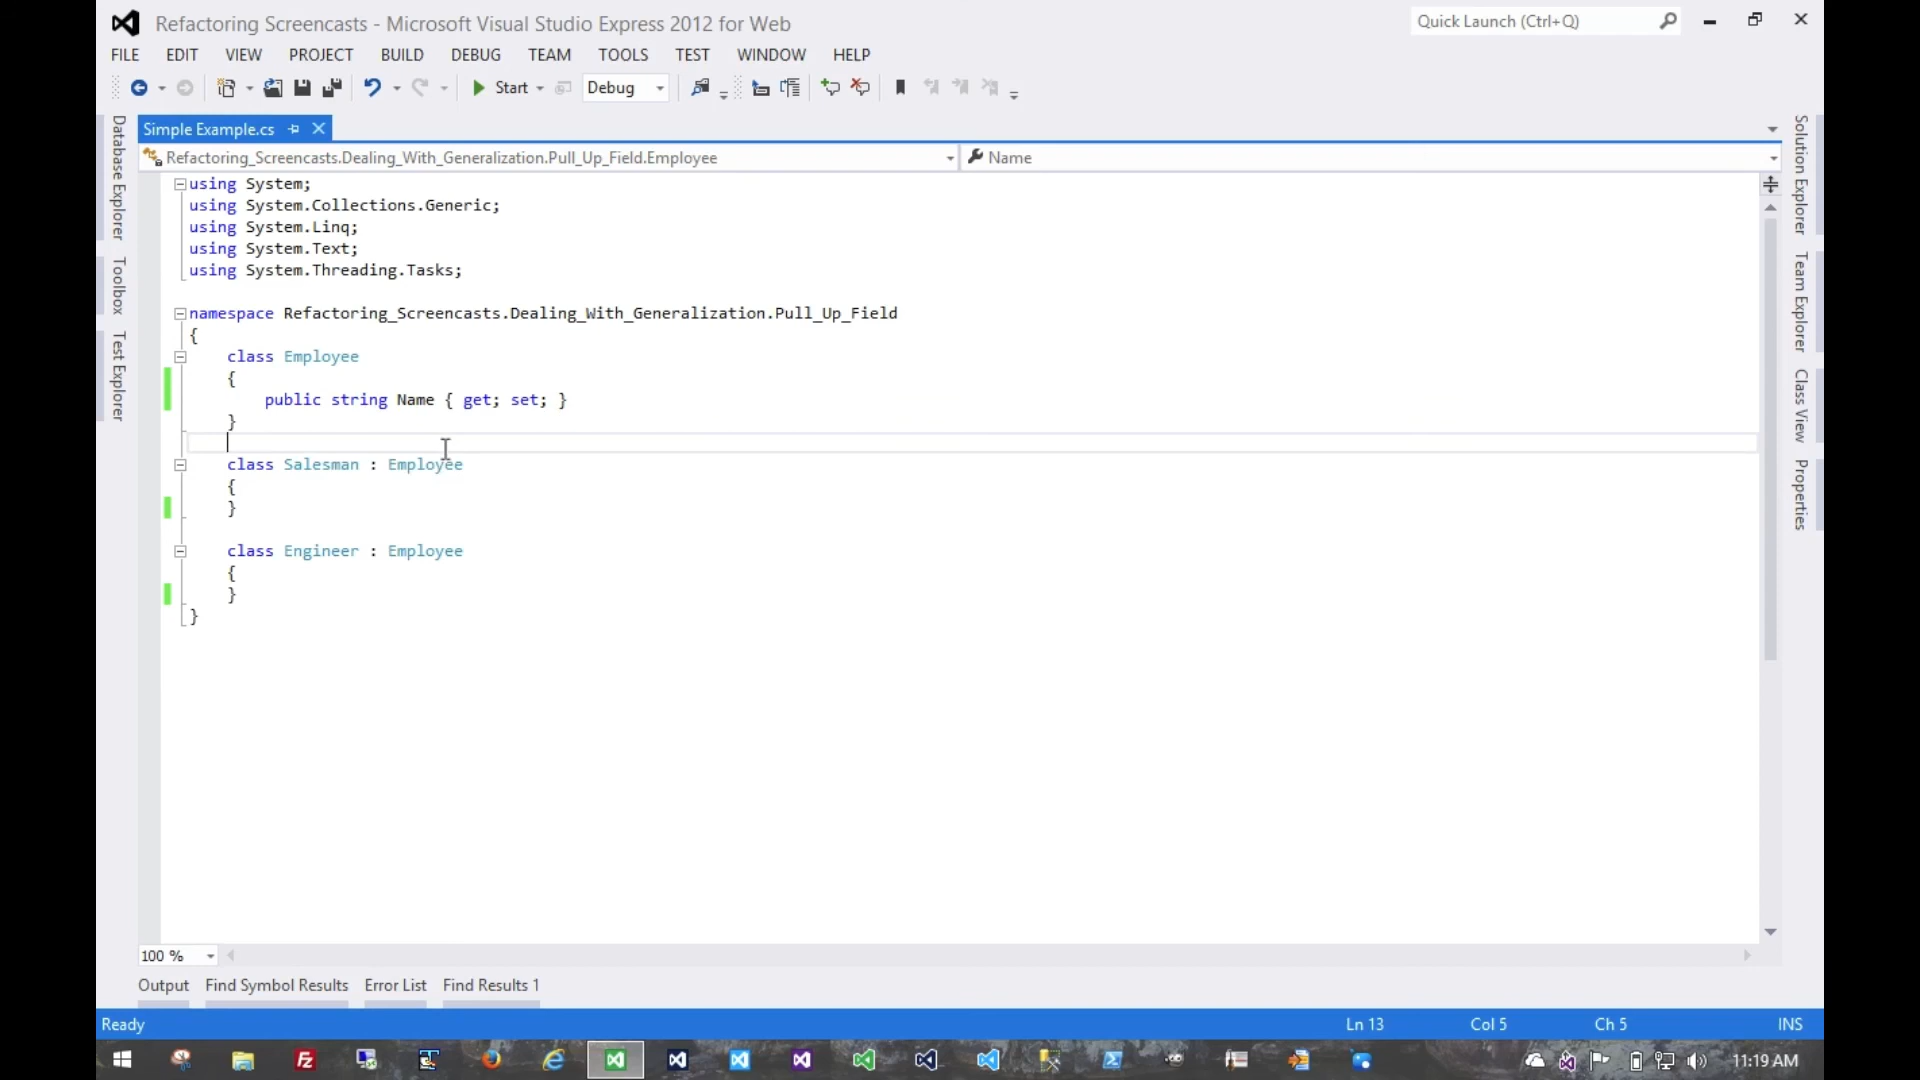 Refactoring Screencasts - Microsoft Visual Studio Express 2012 for Web
Quick Launch (Ctrl+Q)
FILE EDIT VIEW PROJECT BUILD DEBUG TEAM TOOLS TEST WINDOW HELP
Start Debug
Simple Example.cs
Refactoring_Screencasts.Dealing_With_Generalization.Pull_Up_Field.Employee Name
using System;
using System.Collections.Generic;
using System.Linq;
using System.Text;
using System.Threading.Tasks;
namespace Refactoring_Screencasts.Dealing_With_Generalization.Pull_Up_Field
{
class Employee
{
public string Name { get; set; }
}
class Salesman : Employee
{
}
class Engineer : Employee
{
}
}
Database Explorer
Toolbox
Test Explorer
Solution Explorer
Team Explorer
Class View
Properties
100 %
Output Find Symbol Results Error List Find Results 1
Ready Ln 13 Col 5 Ch 5 INS
11:19 AM